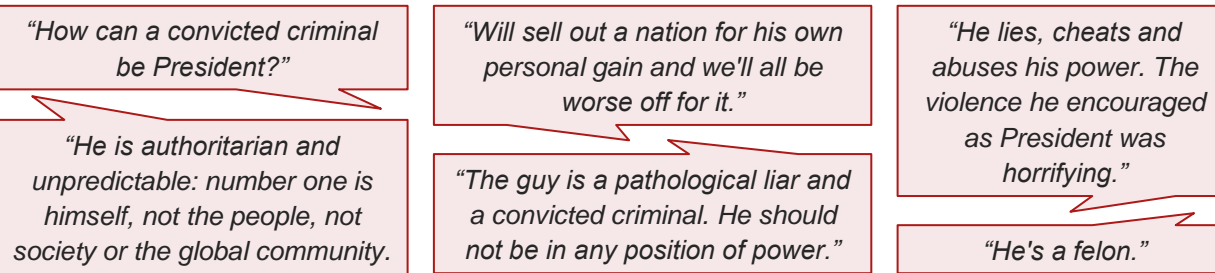 “How can a convicted criminal
be President?”
“He is authoritarian and
unpredictable: number one is
himself, not the people, not
society or the global community.
“Will sell out a nation for his own
personal gain and we'll all be
worse off for it.”
“The guy is a pathological liar and
a convicted criminal. He should
not be in any position of power.”
“He lies, cheats and
abuses his power. The
violence he encouraged
as President was
horrifying.”
“He's a felon.”